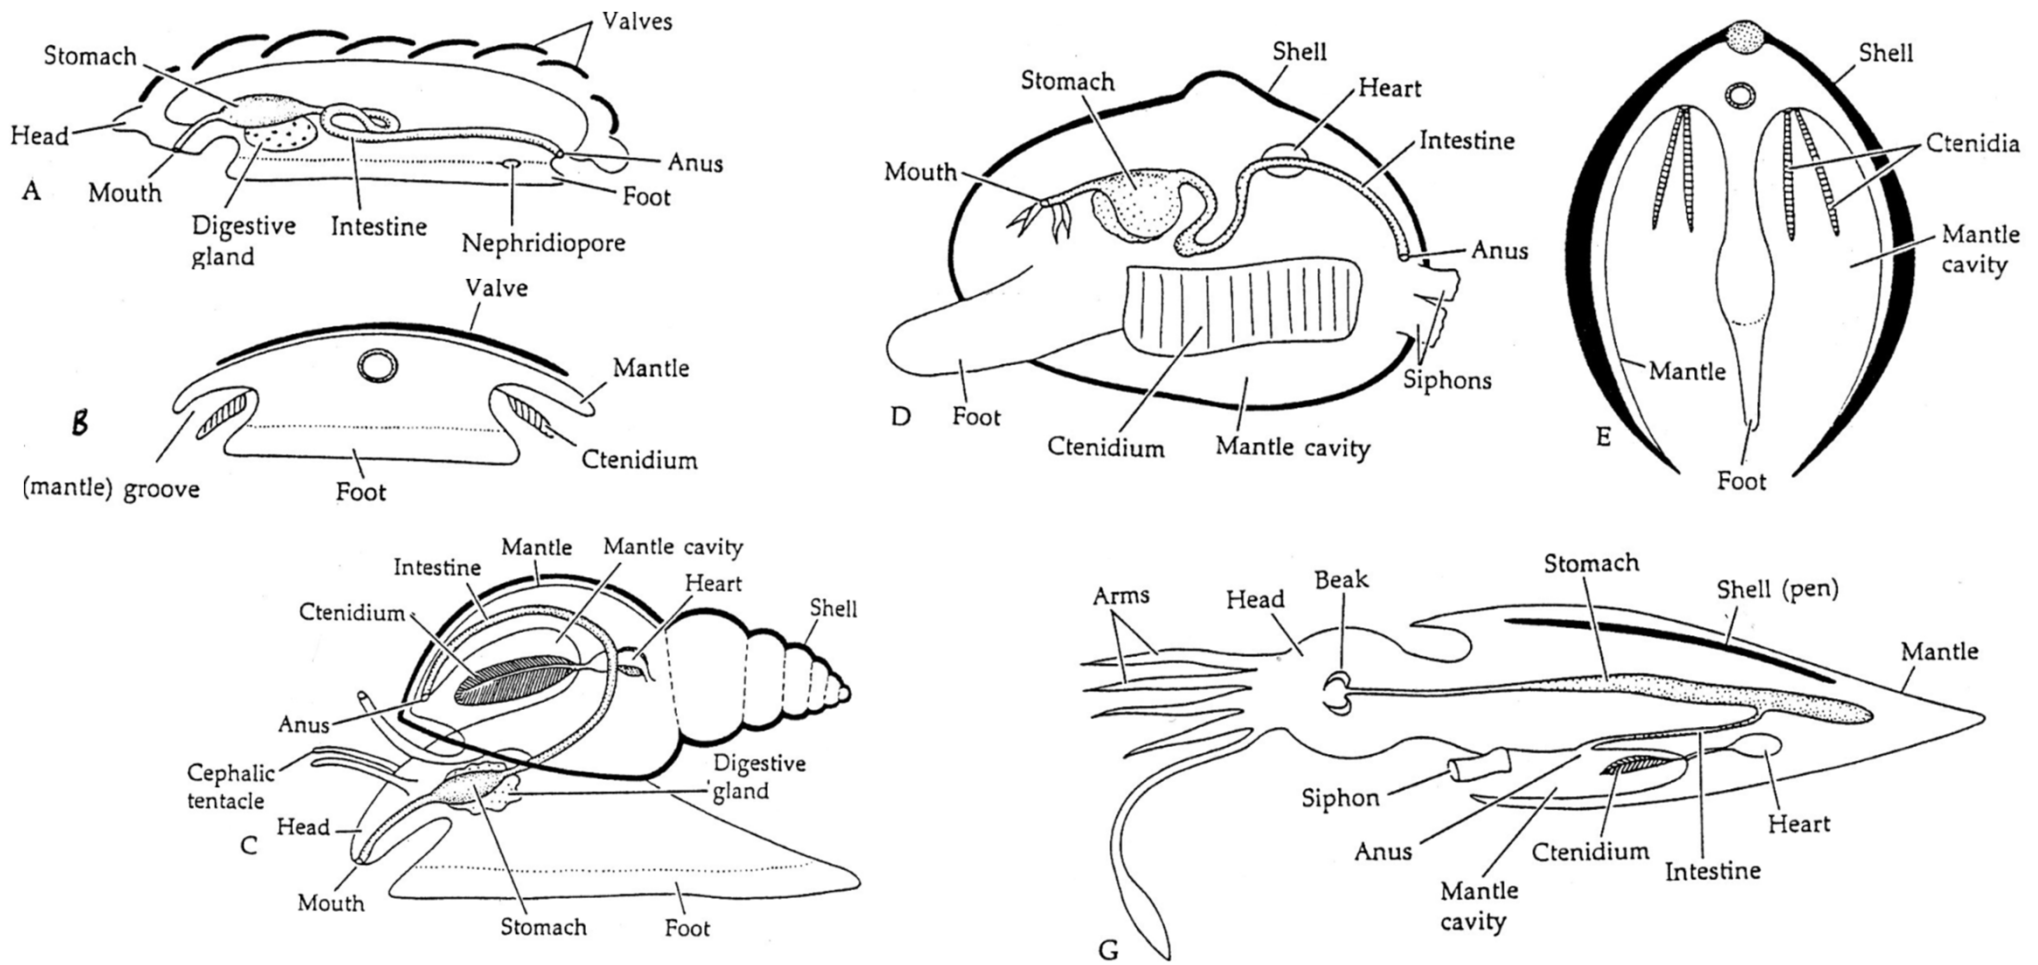 Valves
Stomach
Head
Mouth
Anus
Foot
A
Digestive
gland
Intestine
Nephridiopore
Valve
Mantle
B
Ctenidium
(mantle) groove
Foot
Mantle
Mantle cavity
Intestine
Heart
Ctenidium
Shell
Anus
Cephalic
tentacle
Digestive
gland
Head
C
Mouth
Stomach
Foot
Shell
Stomach
Heart
Intestine
Mouth
Anus
Siphons
D
Foot
Ctenidium
Mantle cavity
Shell
Ctenidia
Mantle
cavity
Mantle
E
Foot
Arms
Head
Beak
Stomach
Shell (pen)
Mantle
Siphon
Anus
Ctenidium
Heart
Intestine
Mantle
cavity
G